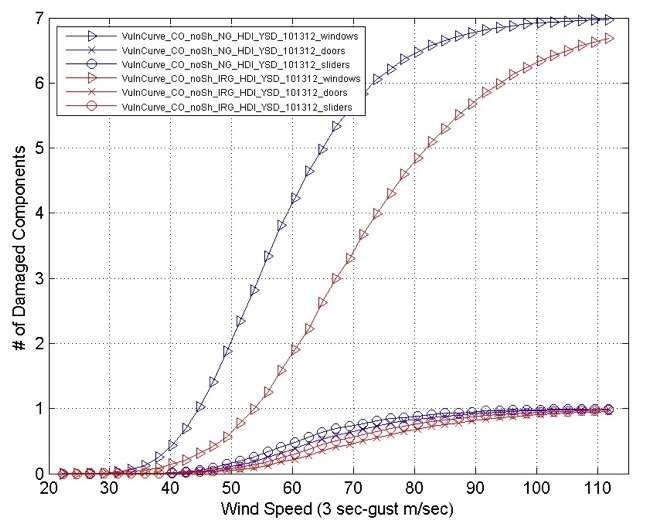 7
VulnCurve_CO_noSh_NG_HDI_YSD_101312_windows
VulnCurve_CO_noSh_NG_HDI_YSD_101312_doors
VulnCurve_CO_noSh_NG_HDI_YSD_101312_sliders
VulnCurve_CO_noSh_IRG_HDI_YSD_101312_windows
VulnCurve_CO_noSh_IRG_HDI_YSD_101312_doors
VulnCurve_CO_noSh_IRG_HDI_YSD_101312_sliders
6
5
4
3
2
1
0
# of Damaged Components
20 30 40 50 60 70 80 90 100 110
Wind Speed (3 sec-gust m/sec)